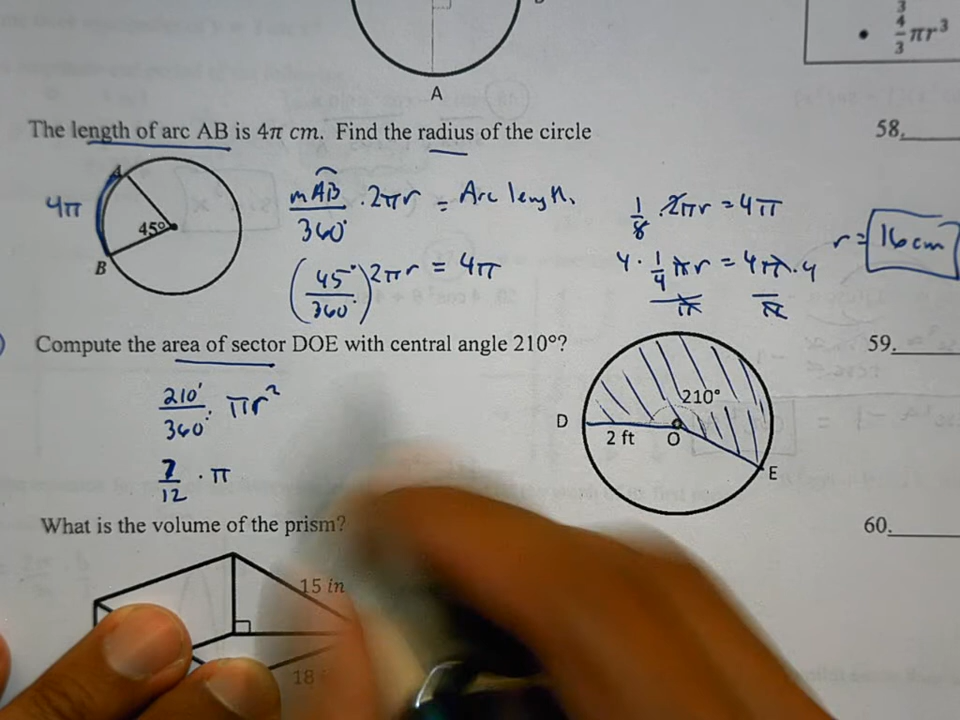 3
4/3 πr³
A
The length of arc AB is 4π cm. Find the radius of the circle
58.
A
4π
45°
B
mAB/360° · 2πr = Arc length.
(45°/360°) 2πr = 4π
1/8 · 2πr = 4π
4 · 1/4 πr = 4π · 4
π π
r = 16 cm
Compute the area of sector DOE with central angle 210°?
59.
210°/360° · πr²
7/12 · π
210°
D
2 ft
O
E
What is the volume of the prism?
60.
15 in
18